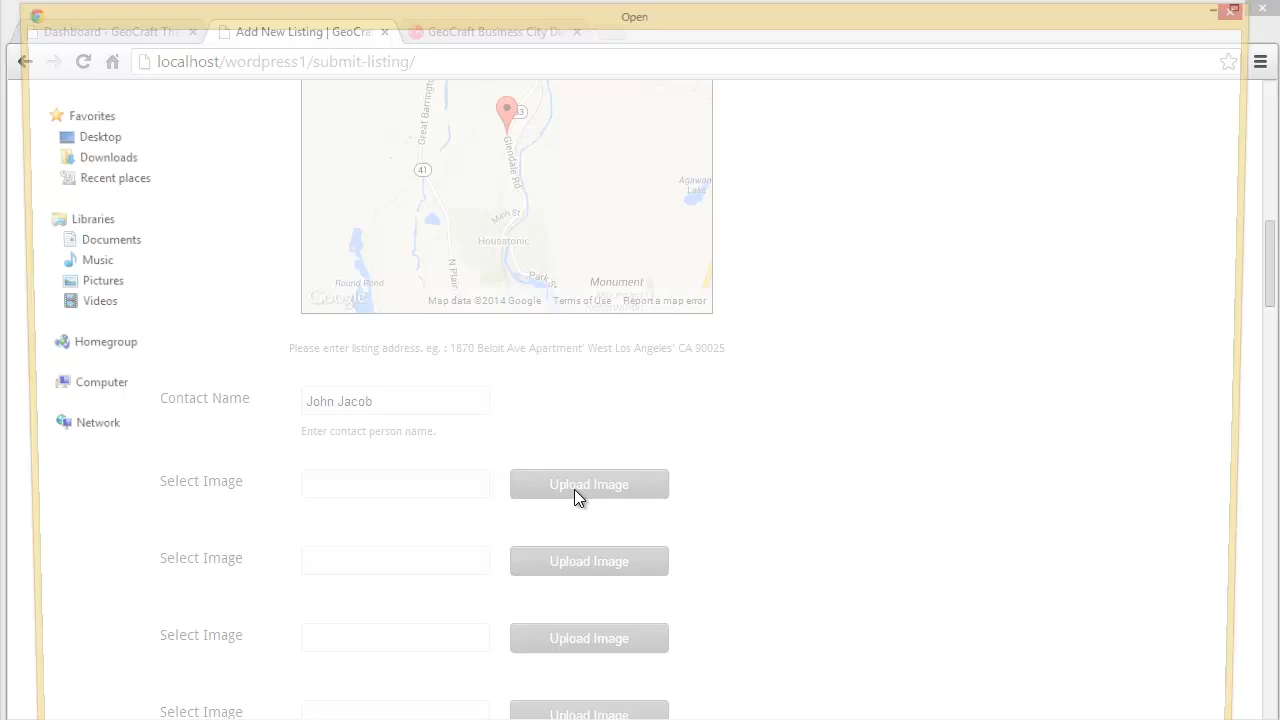 Open
Dashboard ‹ GeoCraft The
Add New Listing | GeoCra
GeoCraft Business City Di
localhost/wordpress1/submit-listing/
Favorites
Desktop
Downloads
Recent places
Libraries
Documents
Music
Pictures
Videos
Homegroup
Computer
Network
Great Barrington
41
Glendale Rd
Agawam
Lake
Main St
Housatonic
N Plain
Park St
Round Pond
Monument
Google
Map data ©2014 Google
Terms of Use
Report a map error
Please enter listing address. eg. : 1870 Beloit Ave Apartment' West Los Angeles' CA 90025
Contact Name
John Jacob
Enter contact person name.
Select Image
Upload Image
Select Image
Upload Image
Select Image
Upload Image
Select Image
Upload Image